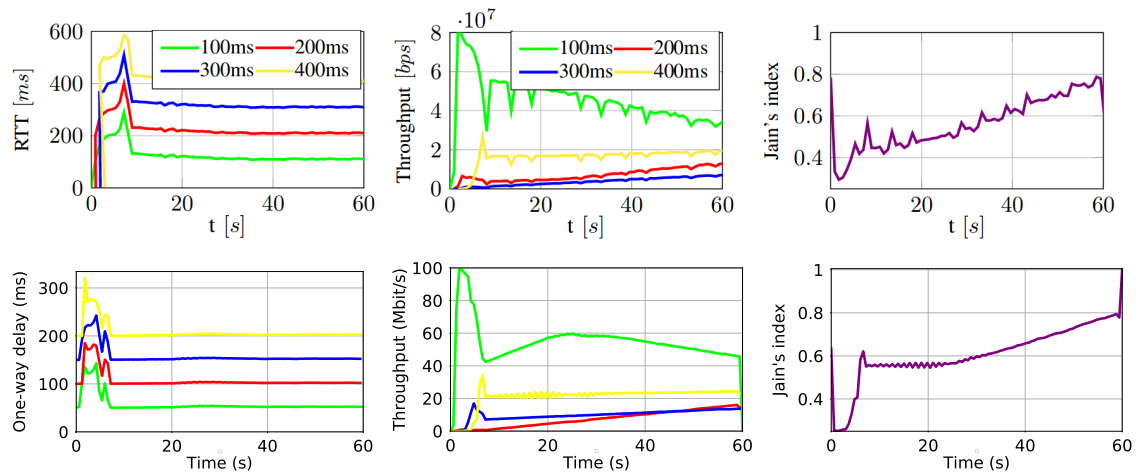 RTT [ms]
600
400
200
0
0
20
40
60
t [s]
100ms
200ms
300ms
400ms
Throughput [bps]
·10⁷
8
6
4
2
0
0
20
40
60
t [s]
100ms
200ms
300ms
400ms
Jain's index
1
0.8
0.6
0.4
0
20
40
60
t [s]
One-way delay (ms)
300
200
100
0
0
20
40
60
Time (s)
Throughput (Mbit/s)
100
80
60
40
20
0
0
20
40
60
Time (s)
Jain's index
1
0.8
0.6
0.4
0
20
40
60
Time (s)